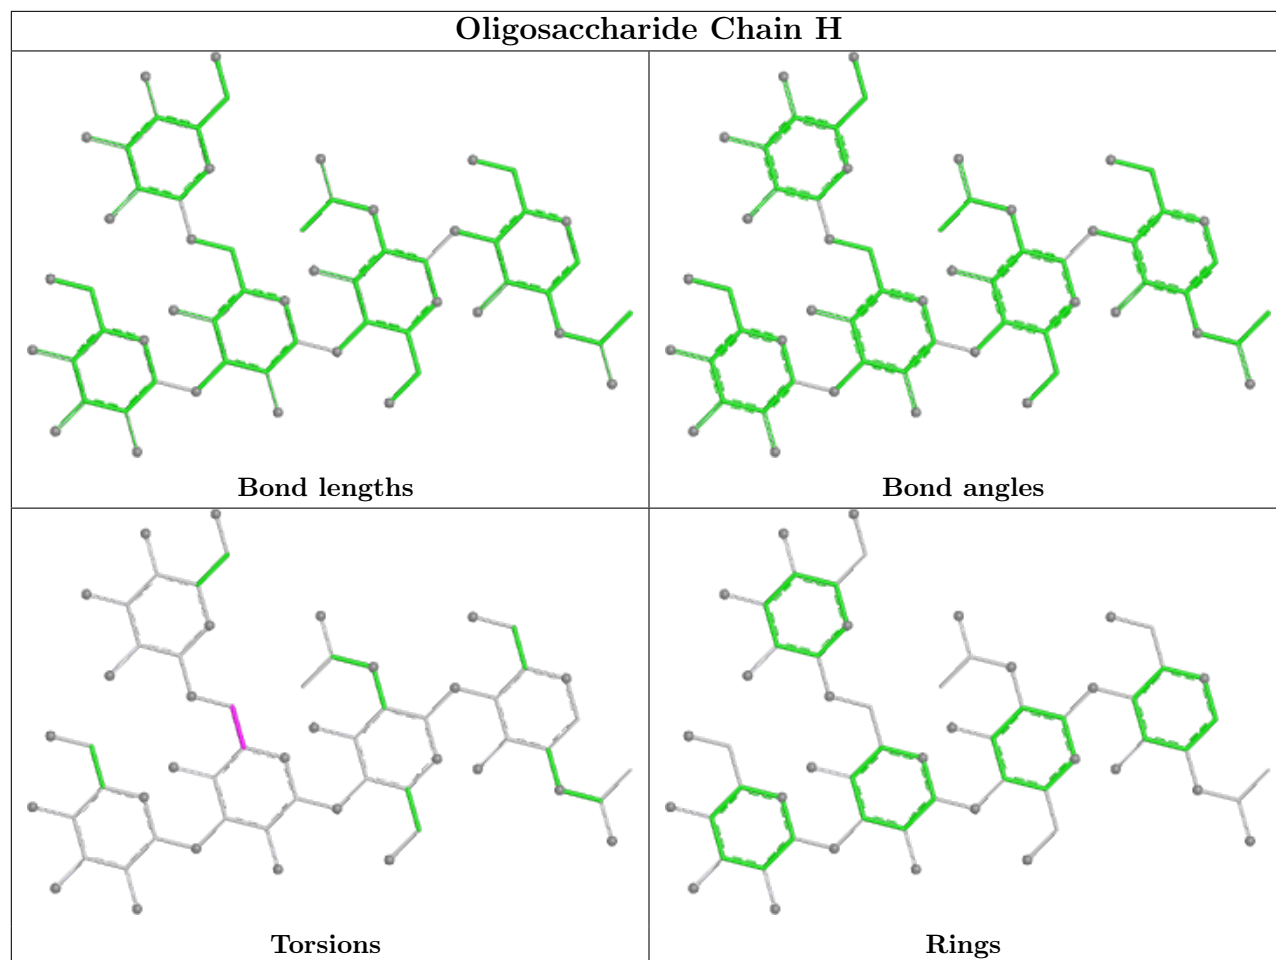 Oligosaccharide Chain H
Bond lengths
Bond angles
Torsions
Rings